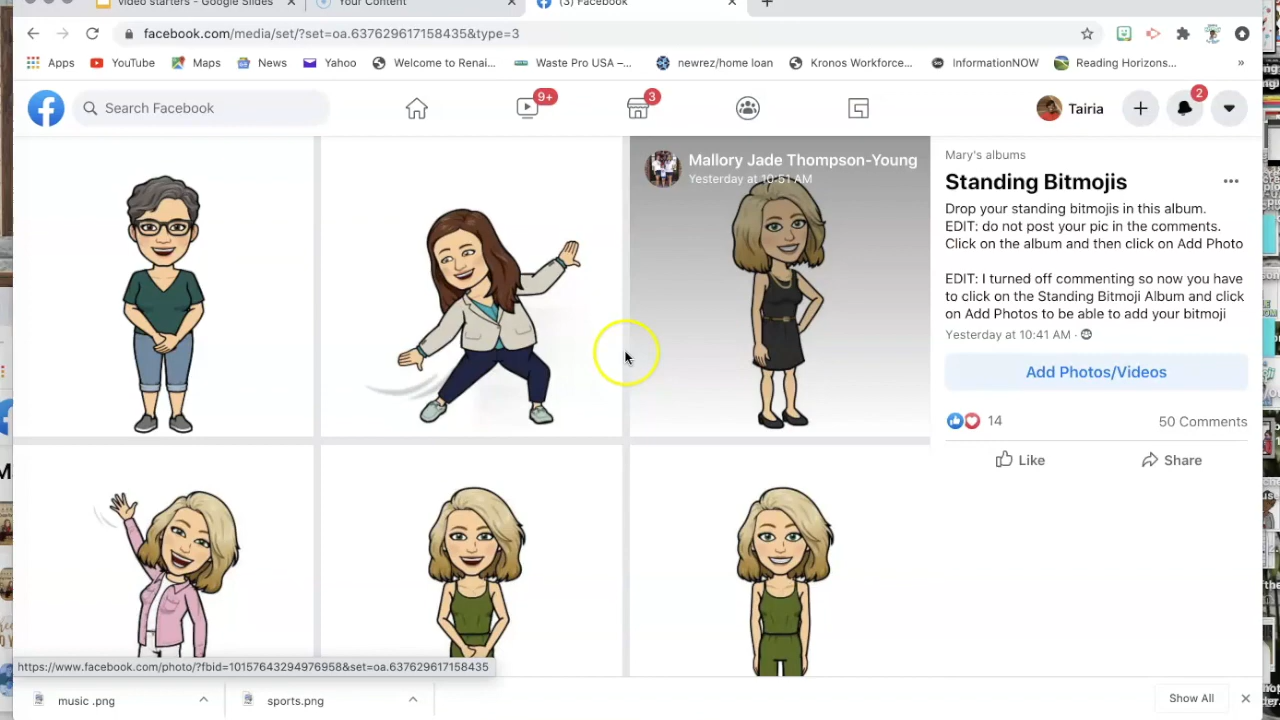 video starters - Google Slides
Your Content
(3) Facebook
facebook.com/media/set/?set=oa.637629617158435&type=3
Apps
YouTube
Maps
News
Yahoo
Welcome to Renai...
Waste Pro USA –...
newrez/home loan
Kronos Workforce...
InformationNOW
Reading Horizons...
»
Search Facebook
9+
3
Tairia
2
Mallory Jade Thompson-Young
Yesterday at 10:51 AM
Mary's albums
Standing Bitmojis
Drop your standing bitmojis in this album.
EDIT: do not post your pic in the comments.
Click on the album and then click on Add Photo
EDIT: I turned off commenting so now you have
to click on the Standing Bitmoji Album and click
on Add Photos to be able to add your bitmoji
Yesterday at 10:41 AM ·
Add Photos/Videos
14
50 Comments
Like
Share
https://www.facebook.com/photo/?fbid=10157643294976958&set=oa.637629617158435
music .png
sports.png
Show All